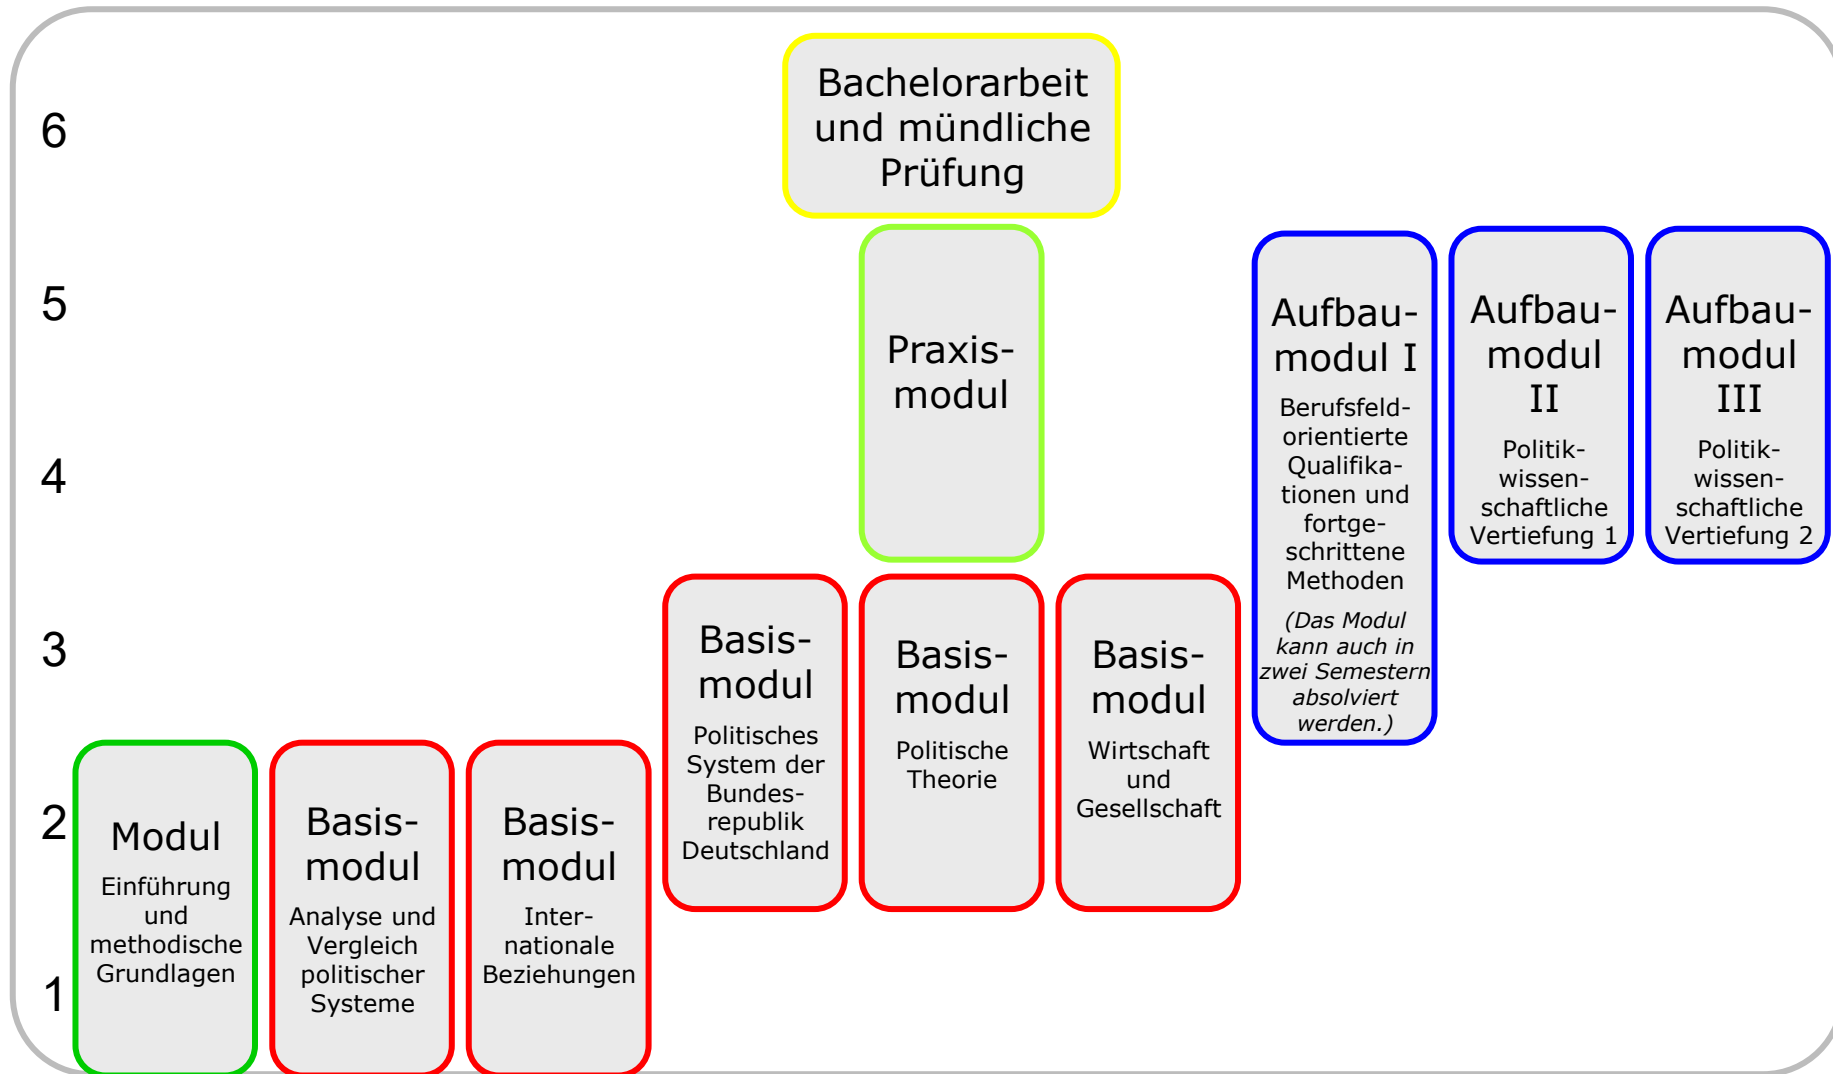 6
Bachelorarbeit
und mündliche
Prüfung
5
4
3
2
1
Praxis-
modul
Aufbau-
modul I
Berufsfeld-
orientierte
Qualifika-
tionen und
fortge-
schrittene
Methoden
(Das Modul
kann auch in
zwei Semestern
absolviert
werden.)
Aufbau-
modul
II
Politik-
wissen-
schaftliche
Vertiefung 1
Aufbau-
modul
III
Politik-
wissen-
schaftliche
Vertiefung 2
Basis-
modul
Politisches
System der
Bundes-
republik
Deutschland
Basis-
modul
Politische
Theorie
Basis-
modul
Wirtschaft
und
Gesellschaft
Modul
Einführung
und
methodische
Grundlagen
Basis-
modul
Analyse und
Vergleich
politischer
Systeme
Basis-
modul
Inter-
nationale
Beziehungen